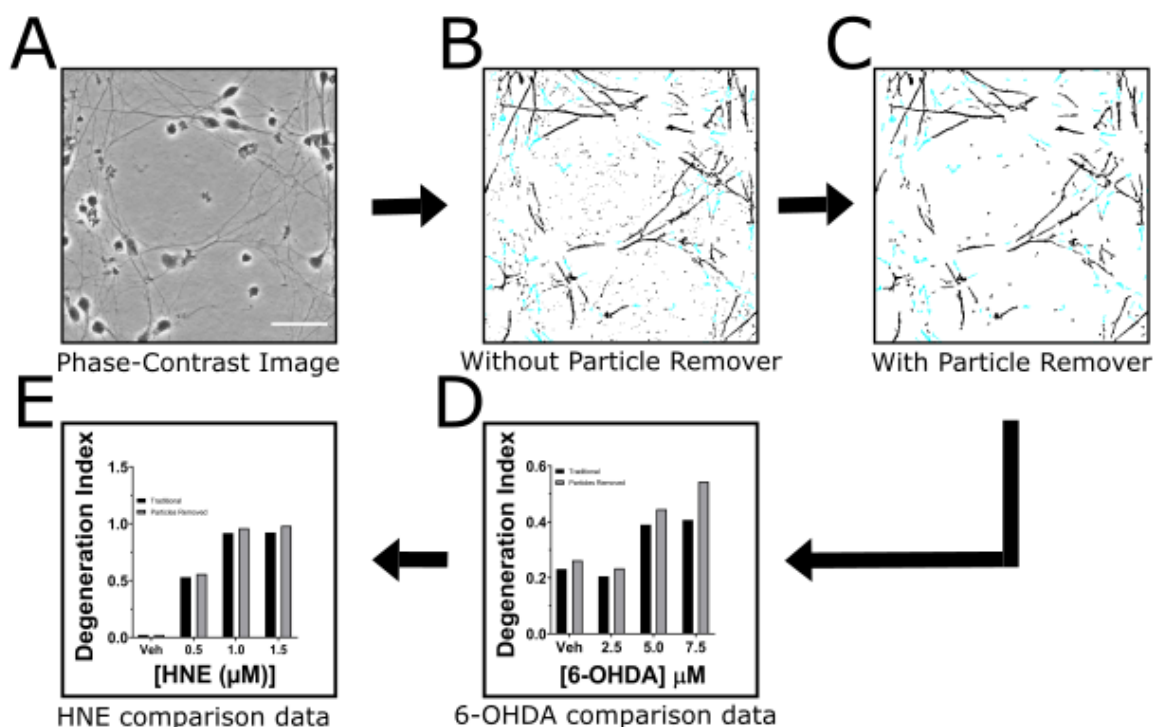 A
B
C
Phase-Contrast Image
Without Particle Remover
With Particle Remover
E
Degeneration Index
1.5
1.0
0.5
0.0
Traditional
Particles Removed
Veh 0.5 1.0 1.5
[HNE (µM)]
HNE comparison data
D
Degeneration Index
0.6
0.4
0.2
0.0
Traditional
Particles Removed
Veh 2.5 5.0 7.5
[6-OHDA] µM
6-OHDA comparison data